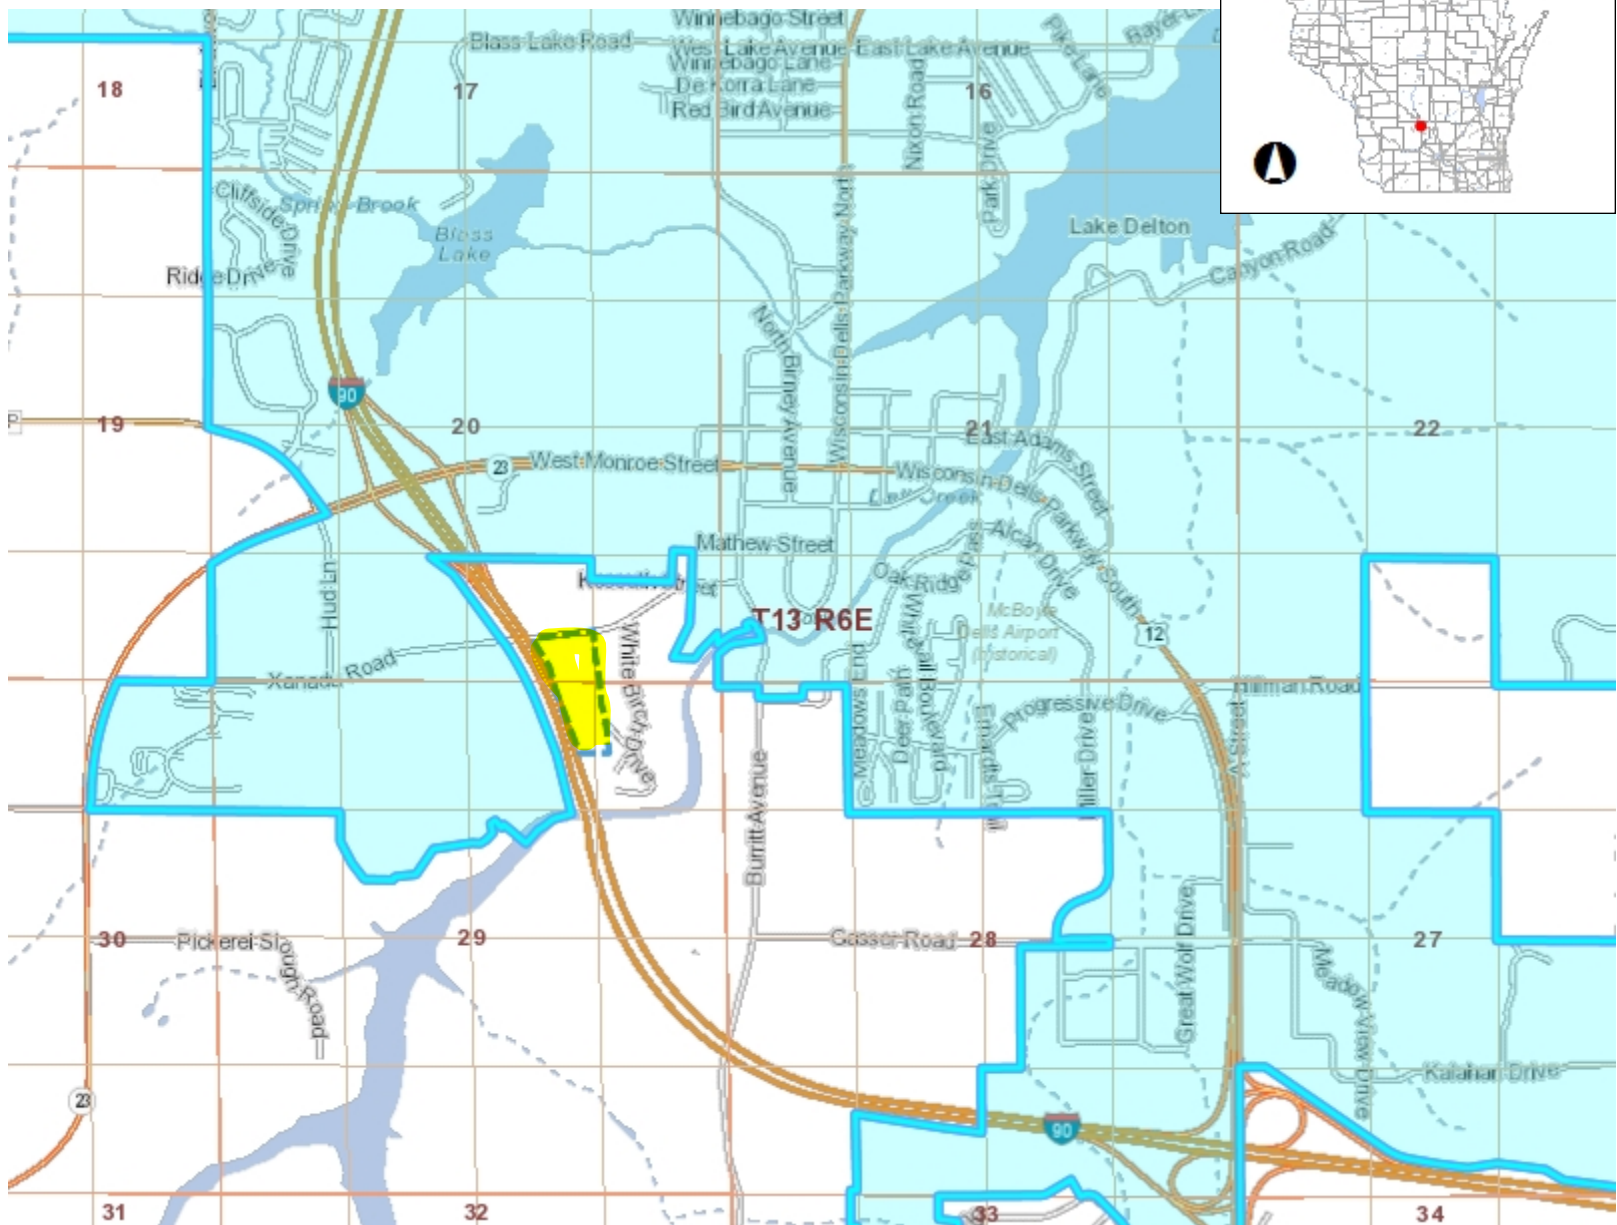 Winnebago Street
Blass Lake Road
West Lake Avenue East Lake Avenue
Winnebago Lane
De Korra Lane
Red Bird Avenue
Nixon Road
Pike Lane
Park Drive
18
17
16
Cliffside Drive
Spring Brook
Blass
Lake
Ridge Drive
Lake Delton
Canyon Road
Wisconsin Dells Parkway North
North Birney Avenue
90
19
20
21
22
East Adams Street
23
West Monroe Street
Wisconsin Dells Parkway South
Dell Creek
Mathew Street
Alcan Drive
Oak Ridge Pass
Hud Ln
T13 R6E
McBoyle
Dells Airport
(historical)
12
White Birch Drive
Xanadu Road
Meadows End
Deer Path
Hillman Road
Progressive Drive
Miller Drive
Burritt Avenue
30
Pickerel Slough Road
29
Gasser Road
28
27
Great Wolf Drive
Meadow View Drive
Kalahari Drive
23
90
31
32
33
34